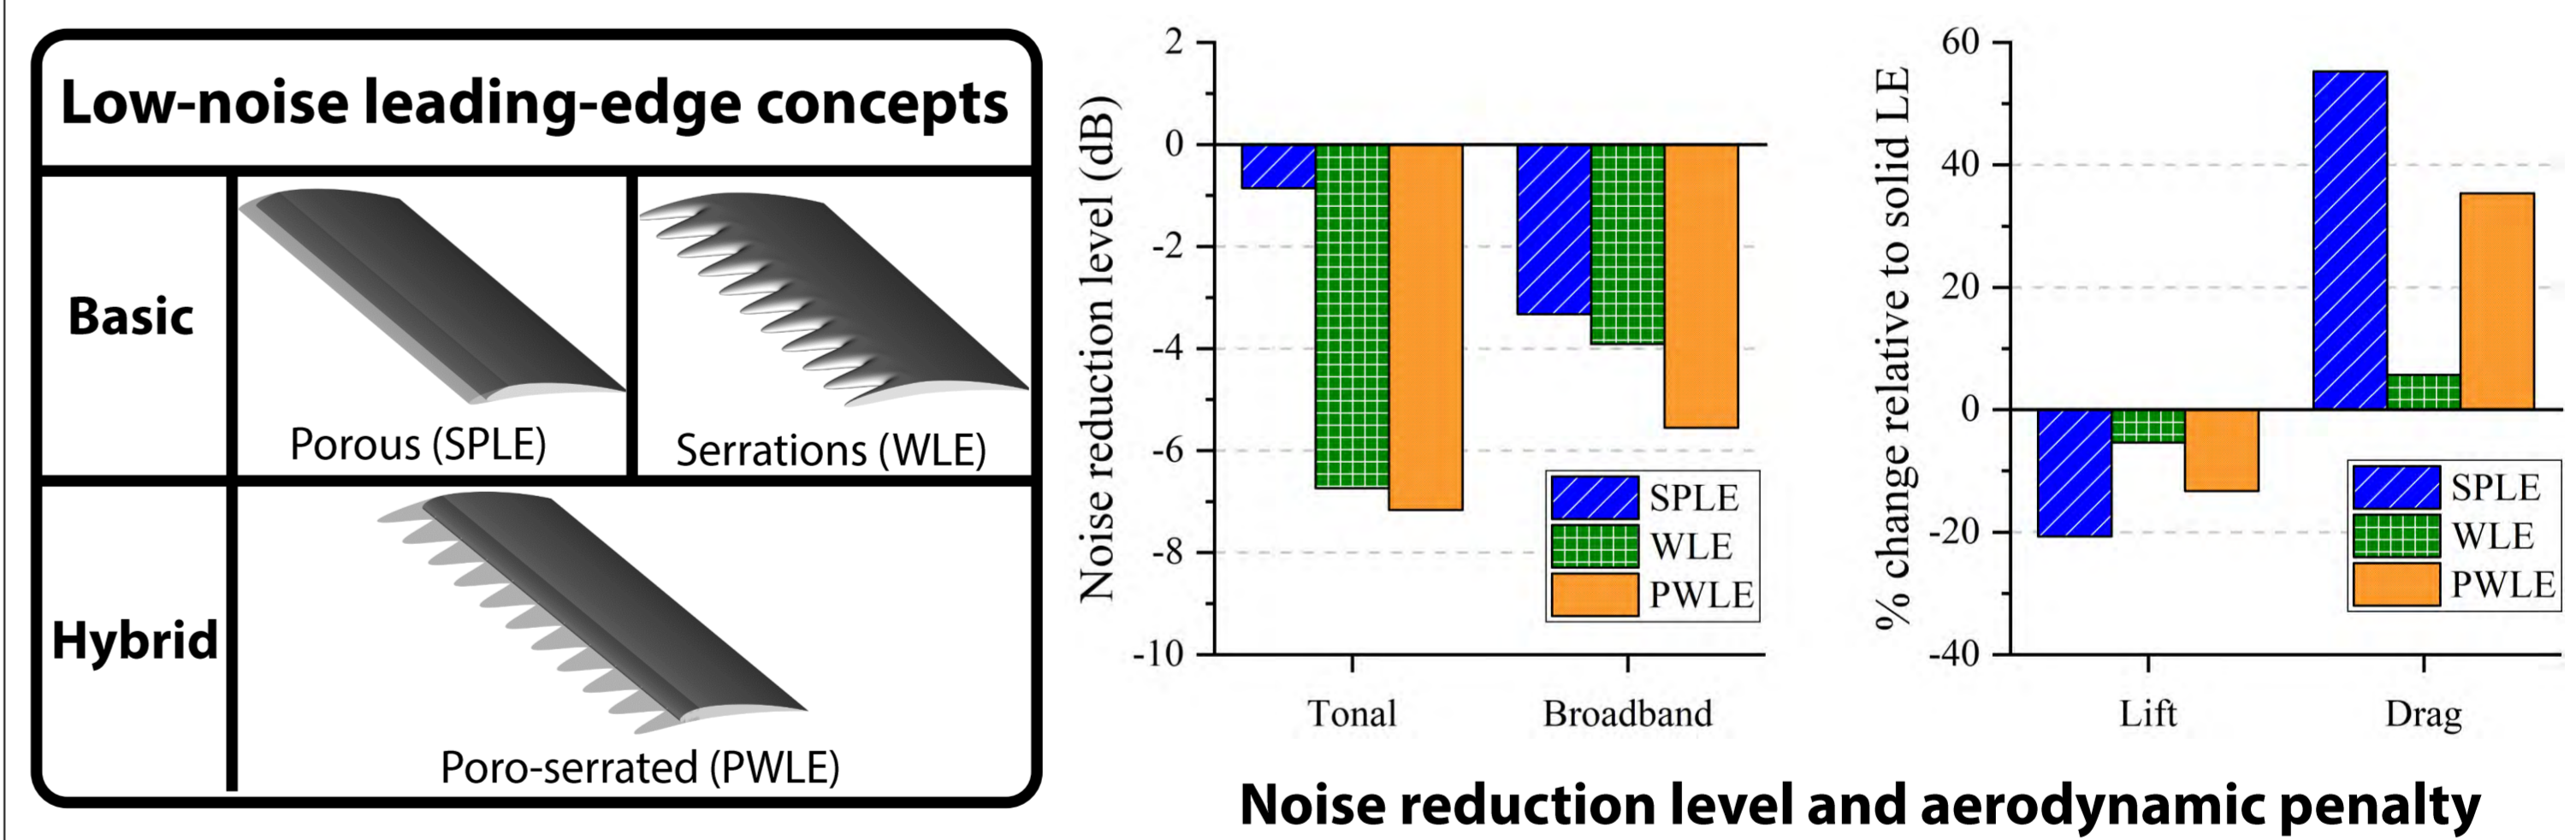 Low-noise leading-edge concepts
Basic
Porous (SPLE)
Serrations (WLE)
Hybrid
Poro-serrated (PWLE)
Noise reduction level (dB)
2
0
-2
-4
-6
-8
-10
Tonal
Broadband
SPLE
WLE
PWLE
% change relative to solid LE
60
40
20
0
-20
-40
Lift
Drag
SPLE
WLE
PWLE
Noise reduction level and aerodynamic penalty